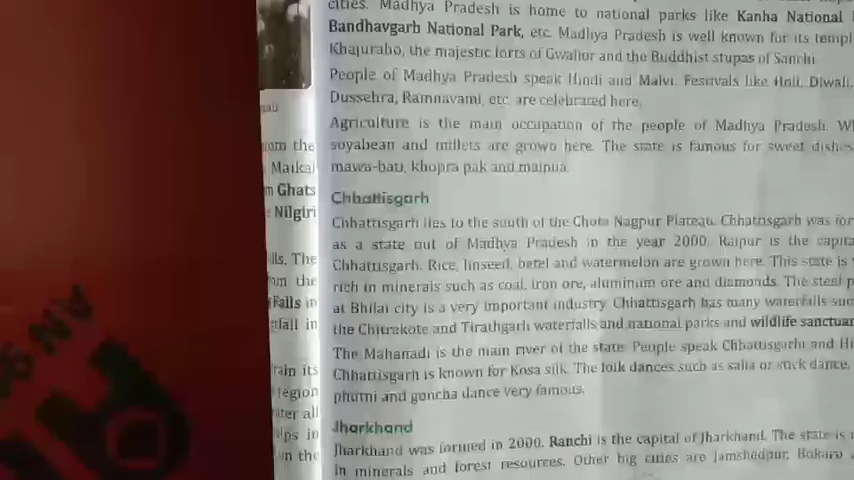 cities. Madhya Pradesh is home to national parks like Kanha National
Bandhavgarh National Park, etc. Madhya Pradesh is well known for its templ
Khajuraho, the majestic forts of Gwalior and the Buddhist stupas of Sanchi
People of Madhya Pradesh speak Hindi and Malvi. Festivals like Holi, Diwali,
Dussehra, Ramnavami, etc. are celebrated here.
Agriculture is the main occupation of the people of Madhya Pradesh. Wh
soyabean and millets are grown here. The state is famous for sweet dishes
mawa-bati, khopra pak and malpua.
Chhattisgarh
Chhattisgarh lies to the south of the Chota Nagpur Plateau. Chhattisgarh was for
as a state out of Madhya Pradesh in the year 2000. Raipur is the capita
Chhattisgarh. Rice, linseed, betel and watermelon are grown here. This state is
rich in minerals such as coal, iron ore, aluminum ore and diamonds. The steel p
at Bhilai city is a very important industry. Chhattisgarh has many waterfalls suc
the Chitrakote and Tirathgarh waterfalls and national parks and wildlife sanctuar
The Mahanadi is the main river of the state. People speak Chhattisgarhi and Hi
Chhattisgarh is known for Kosa silk. The folk dances such as saila or stick dance,
and goncha dance very famous.
Jharkhand
Jharkhand was formed in 2000. Ranchi is the capital of Jharkhand. The state is
in minerals and forest resources. Other big cities are Jamshedpur, Bokaro
om the
Maikal
n Ghats
Nilgiri
ills. The
om the
Falls in
tfall in
rain its
region
ater all
elps in
on the